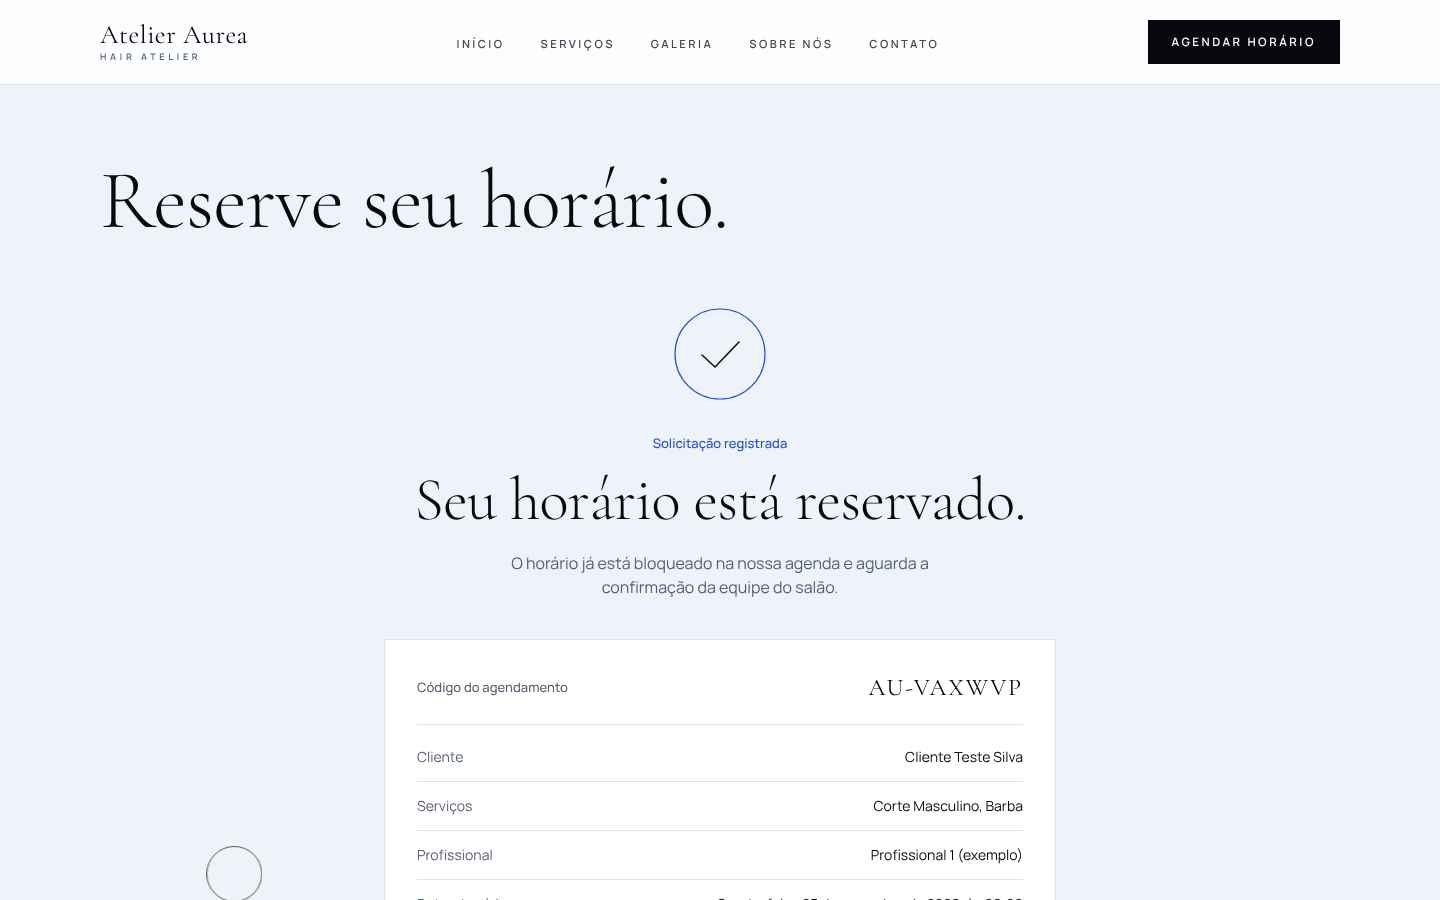 Atelier Aurea
HAIR ATELIER
INÍCIO
SERVIÇOS
GALERIA
SOBRE NÓS
CONTATO
AGENDAR HORÁRIO
Reserve seu horário.
Solicitação registrada
Seu horário está reservado.
O horário já está bloqueado na nossa agenda e aguarda a
confirmação da equipe do salão.
Código do agendamento AU-VAXWVP
Cliente Cliente Teste Silva
Serviços Corte Masculino, Barba
Profissional Profissional 1 (exemplo)